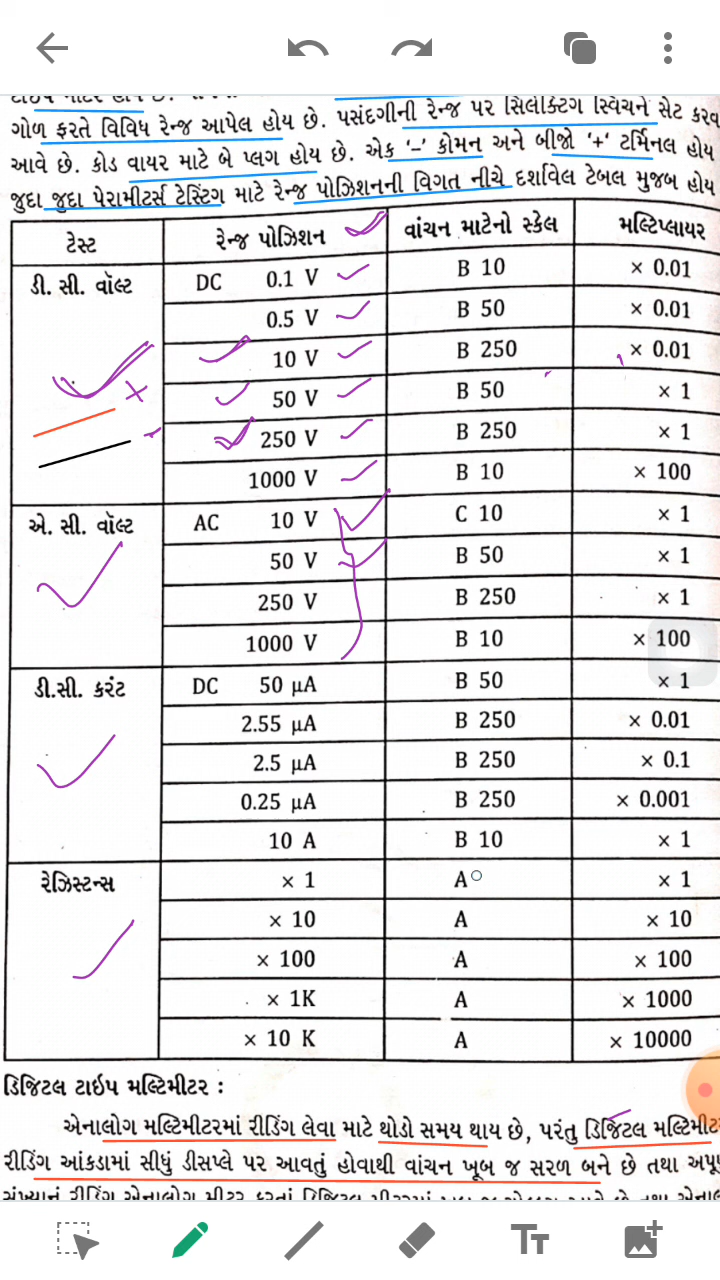 ગોળ ફરતે વિવિધ રેન્જ આપેલ હોય છે. પસંદગીની રેન્જ પર સિલેક્ટિગ સ્વિચને સેટ કરવ
આવે છે. કોડ વાયર માટે બે પ્લગ હોય છે. એક ‘–’ કોમન અને બીજો ‘+’ ટર્મિનલ હોય
જુદા જુદા પેરામીટર્સ ટેસ્ટિંગ માટે રેન્જ પોઝિશનની વિગત નીચે દર્શાવેલ ટેબલ મુજબ હોય
ટેસ્ટ રેન્જ પોઝિશન વાંચન માટેનો સ્કેલ મલ્ટિપ્લાયર
ડી. સી. વૉલ્ટ DC 0.1 V B 10 × 0.01
0.5 V B 50 × 0.01
10 V B 250 × 0.01
50 V B 50 × 1
250 V B 250 × 1
1000 V B 10 × 100
એ. સી. વૉલ્ટ AC 10 V C 10 × 1
50 V B 50 × 1
250 V B 250 × 1
1000 V B 10 × 100
ડી.સી. કરંટ DC 50 μA B 50 × 1
2.55 μA B 250 × 0.01
2.5 μA B 250 × 0.1
0.25 μA B 250 × 0.001
10 A B 10 × 1
રેઝિસ્ટન્સ × 1 A × 1
× 10 A × 10
× 100 A × 100
× 1K A × 1000
× 10 K A × 10000
ડિજિટલ ટાઇપ મલ્ટિમીટર :
એનાલોગ મલ્ટિમીટરમાં રીડિંગ લેવા માટે થોડો સમય થાય છે, પરંતુ ડિજિટલ મલ્ટિમીટ
રીડિંગ આંકડામાં સીધું ડીસપ્લે પર આવતું હોવાથી વાંચન ખૂબ જ સરળ બને છે તથા અપૂ
TT